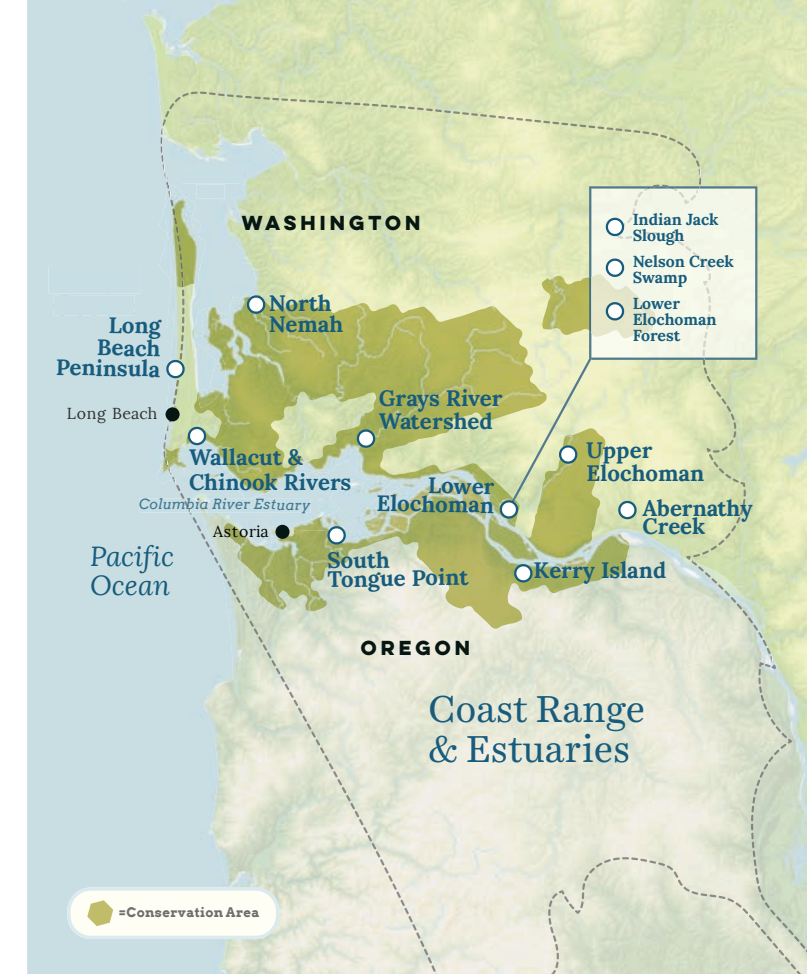 WASHINGTON
Indian Jack
Slough
Nelson Creek
Swamp
Lower
Elochoman
Forest
North
Nemah
Long
Beach
Peninsula
Long Beach
Grays River
Watershed
Wallacut &
Chinook Rivers
Columbia River Estuary
Upper
Elochoman
Lower
Elochoman
Abernathy
Creek
Astoria
Pacific
Ocean
South
Tongue Point
Kerry Island
OREGON
Coast Range
& Estuaries
=Conservation Area